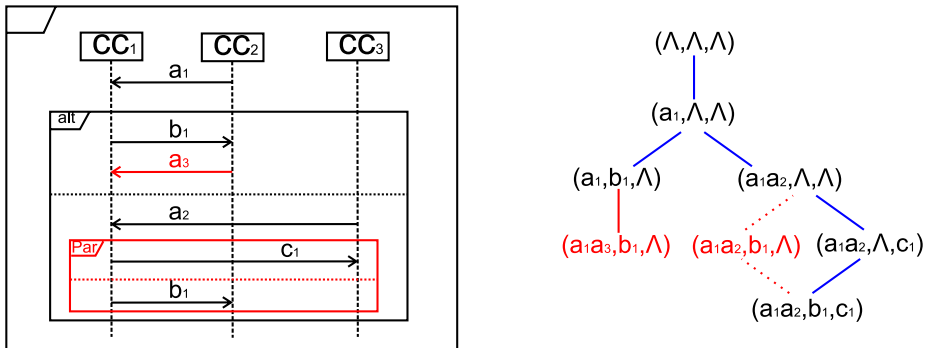 CC₁ CC₂ CC₃
a₁
alt
b₁
a₃
a₂
Par
c₁
b₁
(Λ,Λ,Λ)
(a₁,Λ,Λ)
(a₁,b₁,Λ) (a₁a₂,Λ,Λ)
(a₁a₃,b₁,Λ) (a₁a₂,b₁,Λ) (a₁a₂,Λ,c₁)
(a₁a₂,b₁,c₁)